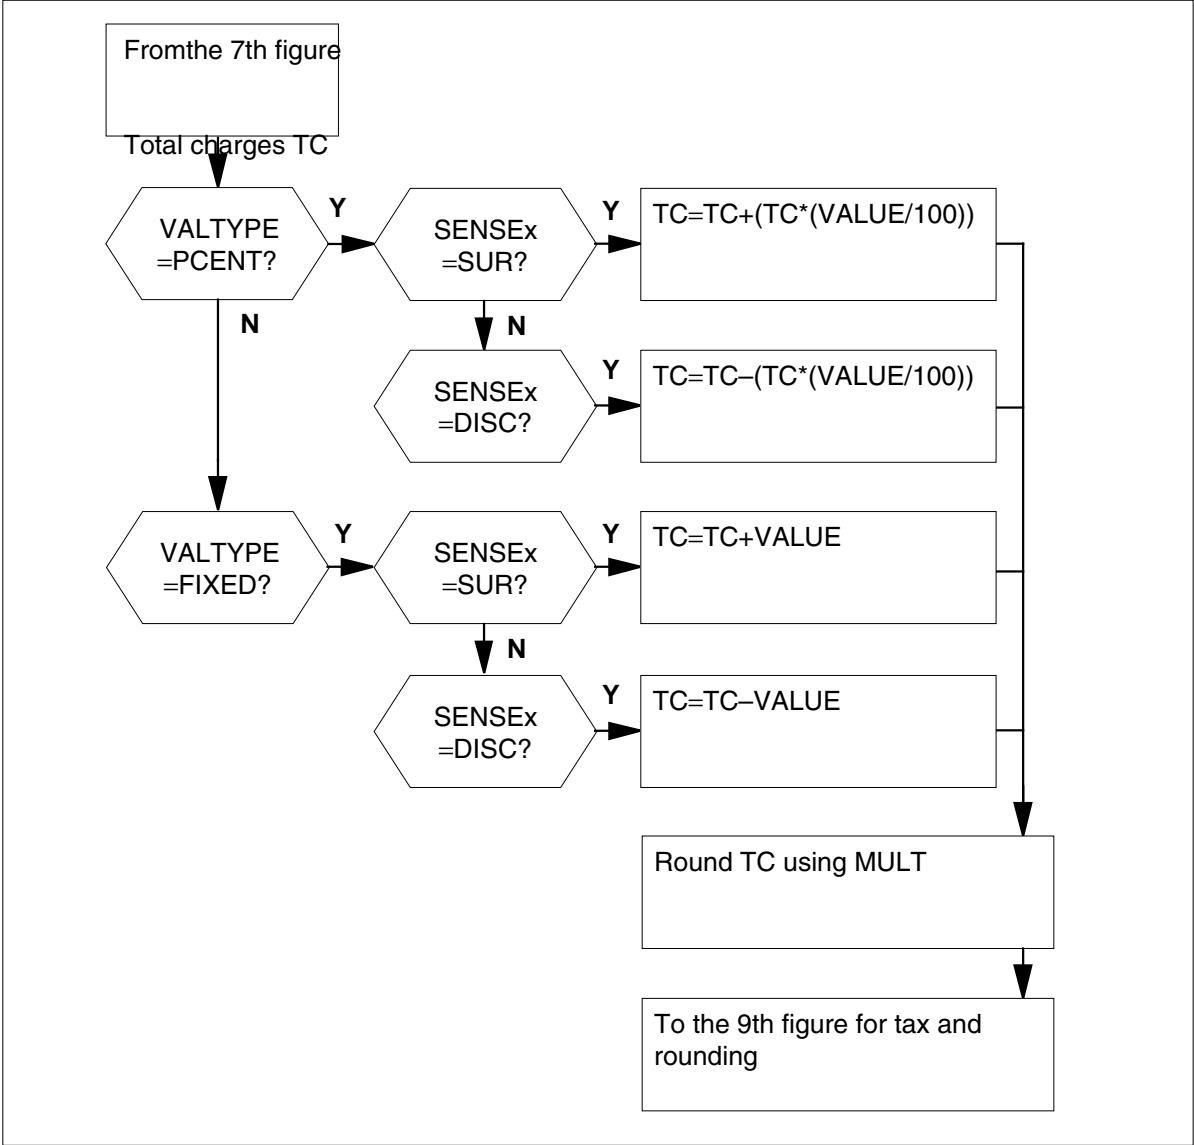 Fromthe 7th figure
Total charges TC
VALTYPE
=PCENT?
Y
SENSEx
=SUR?
Y
TC=TC+(TC*(VALUE/100))
N
N
SENSEx
=DISC?
Y
TC=TC–(TC*(VALUE/100))
VALTYPE
=FIXED?
Y
SENSEx
=SUR?
Y
TC=TC+VALUE
N
SENSEx
=DISC?
Y
TC=TC–VALUE
Round TC using MULT
To the 9th figure for tax and
rounding